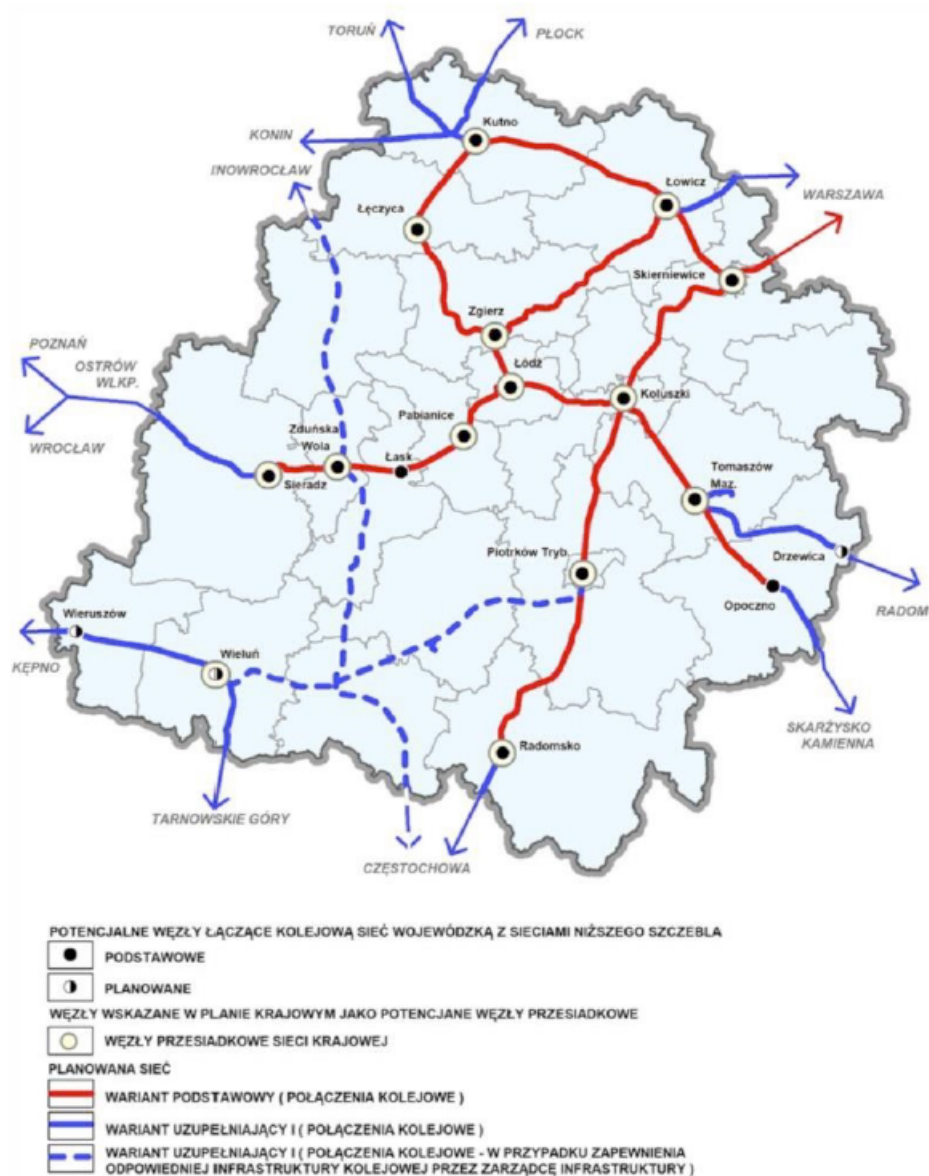 TORUŃ
PŁOCK
Kutno
KONIN
INOWROCŁAW
Łowicz
WARSZAWA
Łęczyca
Skierniewice
Zgierz
POZNAŃ
OSTRÓW
WLKP.
Łódź
Koluszki
Pabianice
Zduńska
Wola
WROCŁAW
Łask
Sieradz
Tomaszów
Maz.
Piotrków Tryb.
Drzewica
Opoczno
RADOM
Wieruszów
KĘPNO
Wieluń
SKARŻYSKO
KAMIENNA
Radomsko
TARNOWSKIE GÓRY
CZĘSTOCHOWA
POTENCJALNE WĘZŁY ŁĄCZĄCE KOLEJOWĄ SIEĆ WOJEWÓDZKĄ Z SIECIAMI NIŻSZEGO SZCZEBLA
PODSTAWOWE
PLANOWANE
WĘZŁY WSKAZANE W PLANIE KRAJOWYM JAKO POTENCJANE WĘZŁY PRZESIADKOWE
WĘZŁY PRZESIADKOWE SIECI KRAJOWEJ
PLANOWANA SIEĆ
WARIANT PODSTAWOWY ( POŁĄCZENIA KOLEJOWE )
WARIANT UZUPEŁNIAJĄCY I ( POŁĄCZENIA KOLEJOWE )
WARIANT UZUPEŁNIAJĄCY I ( POŁĄCZENIA KOLEJOWE - W PRZYPADKU ZAPEWNIENIA
ODPOWIEDNIEJ INFRASTRUKTURY KOLEJOWEJ PRZEZ ZARZĄDCĘ INFRASTRUKTURY )